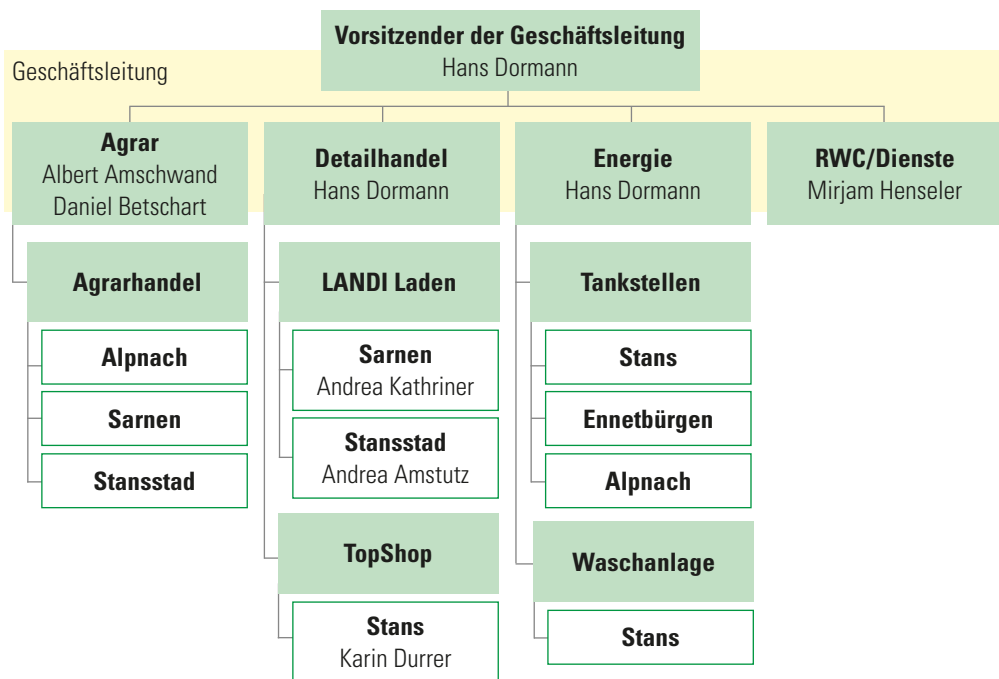 Vorsitzender der Geschäftsleitung
Hans Dormann
Geschäftsleitung
Agrar
Albert Amschwand
Daniel Betschart
Detailhandel
Hans Dormann
Energie
Hans Dormann
RWC/Dienste
Mirjam Henseler
Agrarhandel
Alpnach
Sarnen
Stansstad
LANDI Laden
Sarnen
Andrea Kathriner
Stansstad
Andrea Amstutz
TopShop
Stans
Karin Durrer
Tankstellen
Stans
Ennetbürgen
Alpnach
Waschanlage
Stans